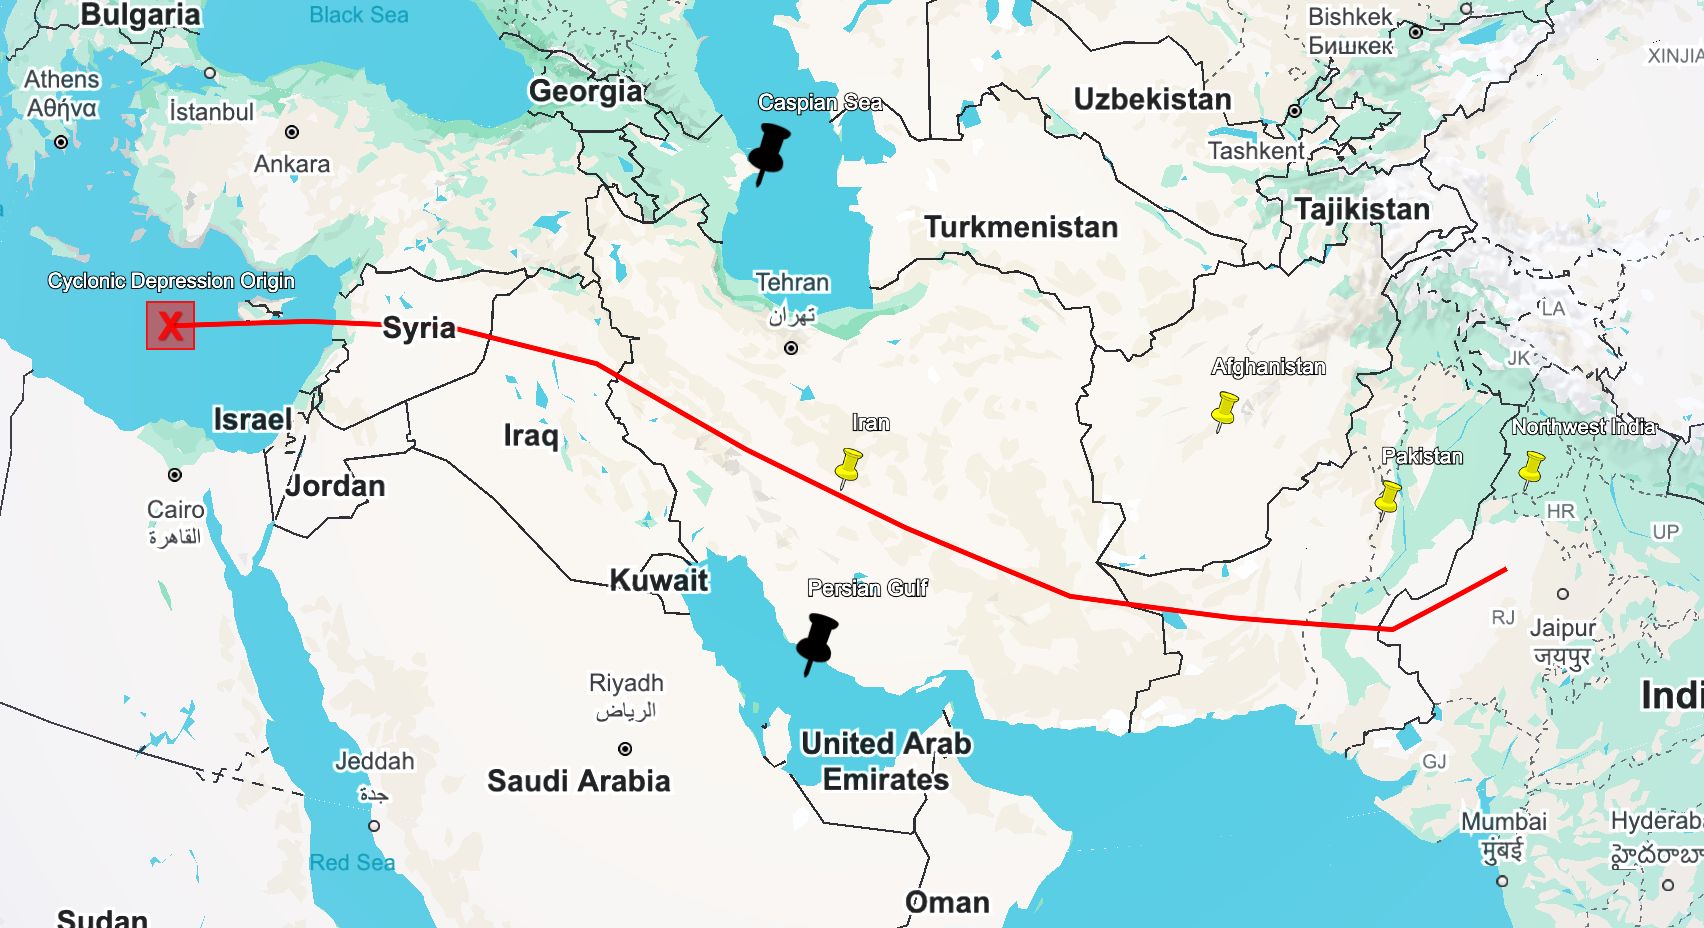 Bulgaria
Black Sea
Bishkek
Бишкек
XINJIA
Athens
Αθήνα
Georgia
Caspian Sea
Uzbekistan
İstanbul
Ankara
Tashkent
Tajikistan
Turkmenistan
Cyclonic Depression Origin
X
Tehran
تهران
LA
Syria
JK
Afghanistan
Israel
Iraq
Iran
Northwest India
Pakistan
Jordan
Cairo
القاهرة
HR
UP
Kuwait
Persian Gulf
RJ
Jaipur
जयपुर
Riyadh
الرياض
Indi
United Arab
Emirates
Jeddah
جدة
Saudi Arabia
GJ
Mumbai
मुंबई
Hyderaba
హైదరాబా
Red Sea
Oman
Sudan